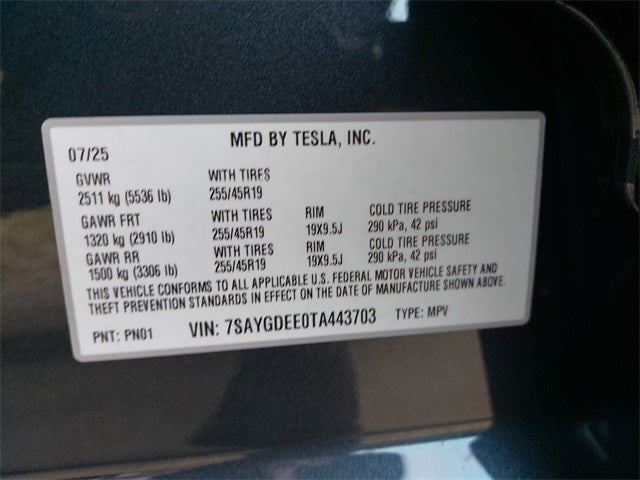 MFD BY TESLA, INC.
07/25
GVWR WITH TIRES
2511 kg (5536 lb) 255/45R19
GAWR FRT WITH TIRES RIM COLD TIRE PRESSURE
1320 kg (2910 lb) 255/45R19 19X9.5J 290 kPa, 42 psi
GAWR RR WITH TIRES RIM COLD TIRE PRESSURE
1500 kg (3306 lb) 255/45R19 19X9.5J 290 kPa, 42 psi
THIS VEHICLE CONFORMS TO ALL APPLICABLE U.S. FEDERAL MOTOR VEHICLE SAFETY AND
THEFT PREVENTION STANDARDS IN EFFECT ON THE DATE OF MANUFACTURE SHOWN ABOVE.
PNT: PN01 VIN: 7SAYGDEE0TA443703 TYPE: MPV